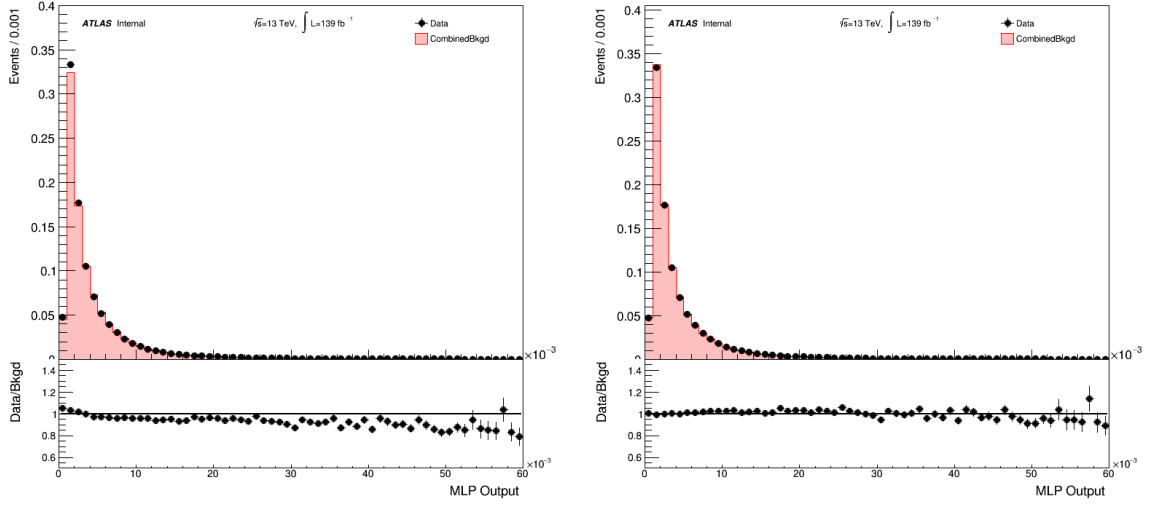 ATLAS Internal
√s=13 TeV, ∫ L=139 fb⁻¹
Data
CombinedBkgd
Events / 0.001
0.4
0.35
0.3
0.25
0.2
0.15
0.1
0.05
0
×10⁻³
Data/Bkgd
1.4
1.2
1
0.8
0.6
0 10 20 30 40 50 60
×10⁻³
MLP Output
ATLAS Internal
√s=13 TeV, ∫ L=139 fb⁻¹
Data
CombinedBkgd
Events / 0.001
0.4
0.35
0.3
0.25
0.2
0.15
0.1
0.05
0
×10⁻³
Data/Bkgd
1.4
1.2
1
0.8
0.6
0 10 20 30 40 50 60
×10⁻³
MLP Output